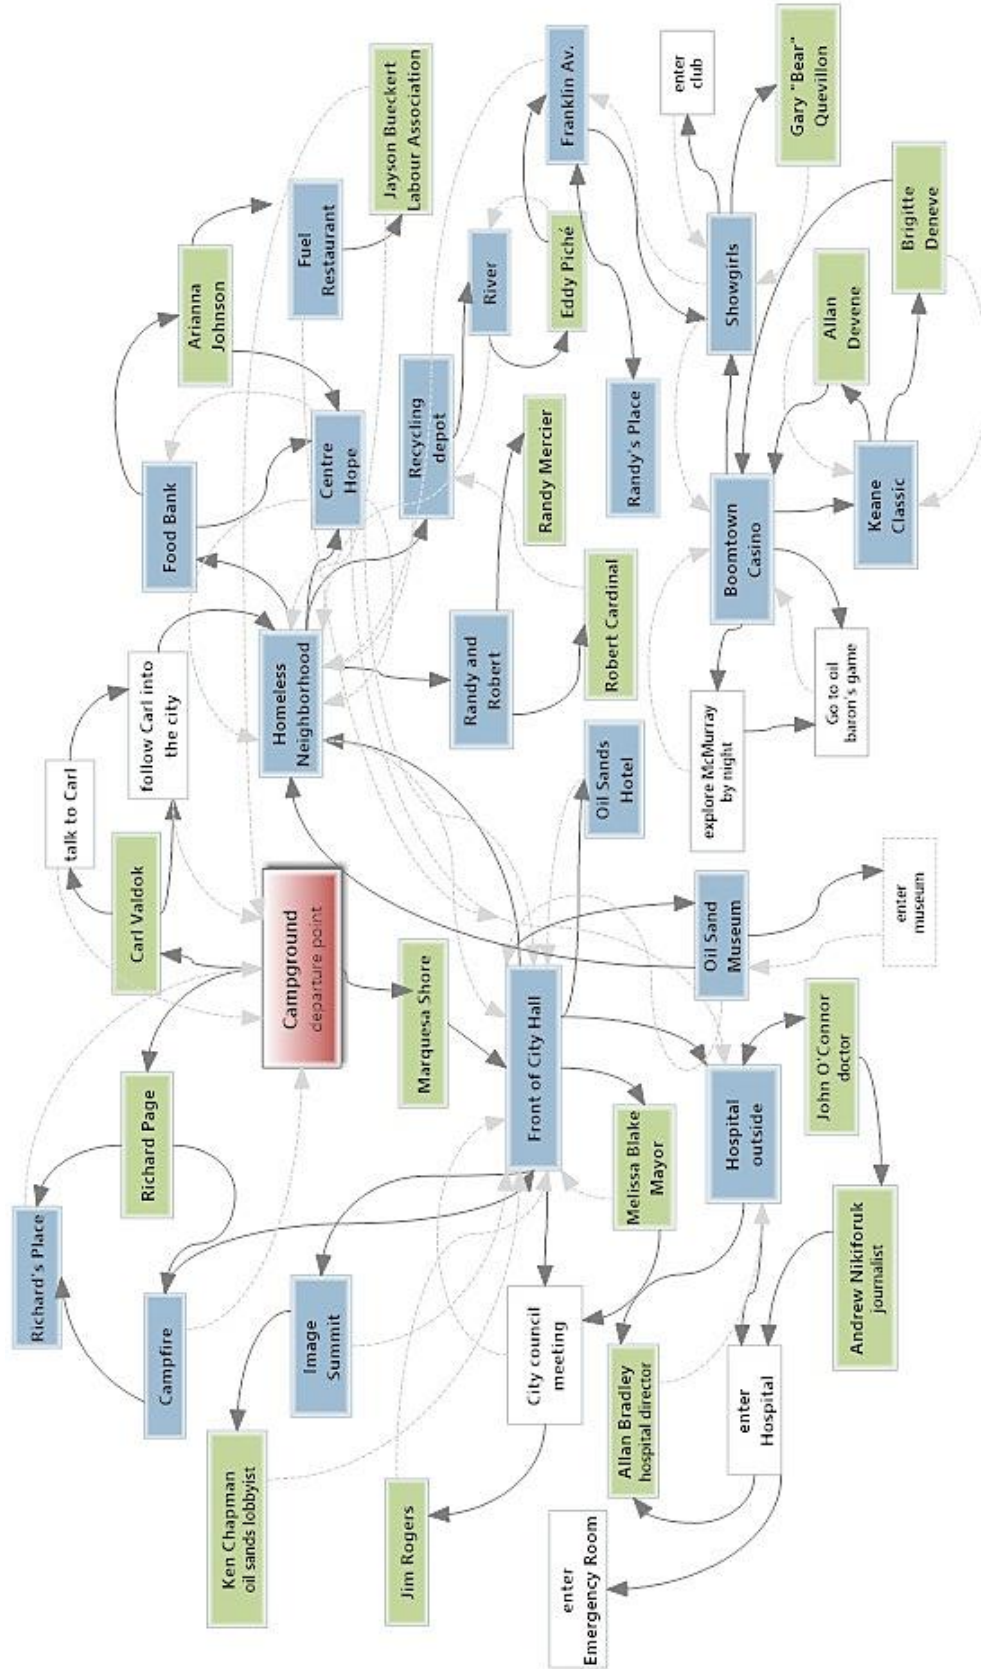 Richard's Place
Campfire
Richard Page
Carl Valdok
talk to Carl
follow Carl into
the city
Food Bank
Arianna
Johnson
Ken Chapman
oil sands lobbyist
Image
Summit
Campground
departure point
Homeless
Neighborhood
Centre
Hope
Fuel
Restaurant
Jayson Bueckert
Labour Association
Jim Rogers
Marquesa Shore
Recycling
depot
City council
meeting
Front of City Hall
Randy and
Robert
River
Randy Mercier
Eddy Piché
Franklin Av.
enter
Emergency Room
Allan Bradley
hospital director
Melissa Blake
Mayor
Oil Sands
Hotel
Robert Cardinal
Randy's Place
enter
Hospital
Hospital
outside
Oil Sand
Museum
explore McMurray
by night
Boomtown
Casino
Showgirls
enter
club
Andrew Nikiforuk
journalist
John O'Connor
doctor
enter
museum
Go to oil
baron's game
Keane
Classic
Allan
Devene
Brigitte
Deneve
Gary "Bear"
Quevillon